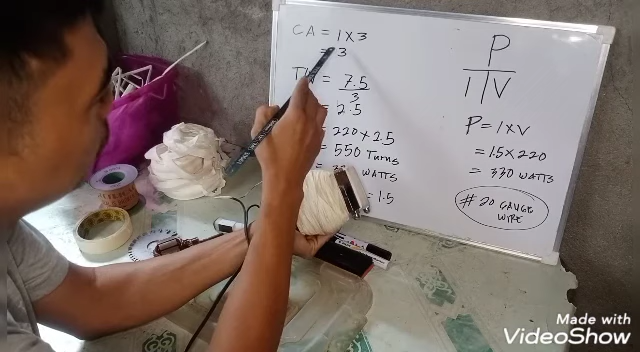 CA = 1 X 3
= 3
= 7.5
3
= 2.5
= 220 x 2.5
= 550 Turns
WATTS
= 1.5
P
I V
P = I X V
= 1.5 X 220
= 330 WATTS
# 20 GAUGE
WIRE
Made with
VideoShow